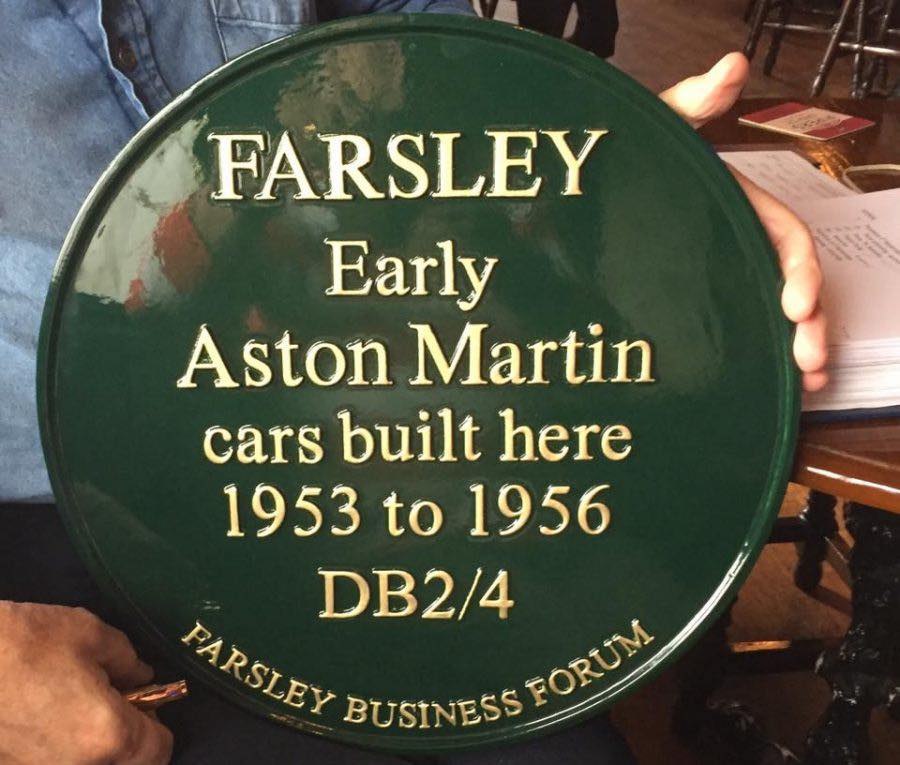 FARSLEY
Early
Aston Martin
cars built here
1953 to 1956
DB2/4
FARSLEY BUSINESS FORUM